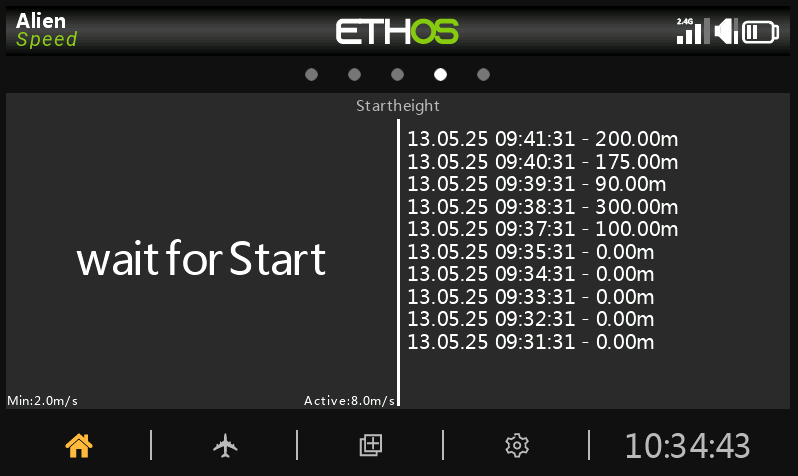 Alien
Speed
ETHOS
2.4G
Startheight
wait for Start
13.05.25 09:41:31 - 200.00m
13.05.25 09:40:31 - 175.00m
13.05.25 09:39:31 - 90.00m
13.05.25 09:38:31 - 300.00m
13.05.25 09:37:31 - 100.00m
13.05.25 09:35:31 - 0.00m
13.05.25 09:34:31 - 0.00m
13.05.25 09:33:31 - 0.00m
13.05.25 09:32:31 - 0.00m
13.05.25 09:31:31 - 0.00m
Min:2.0m/s
Active:8.0m/s
10:34:43